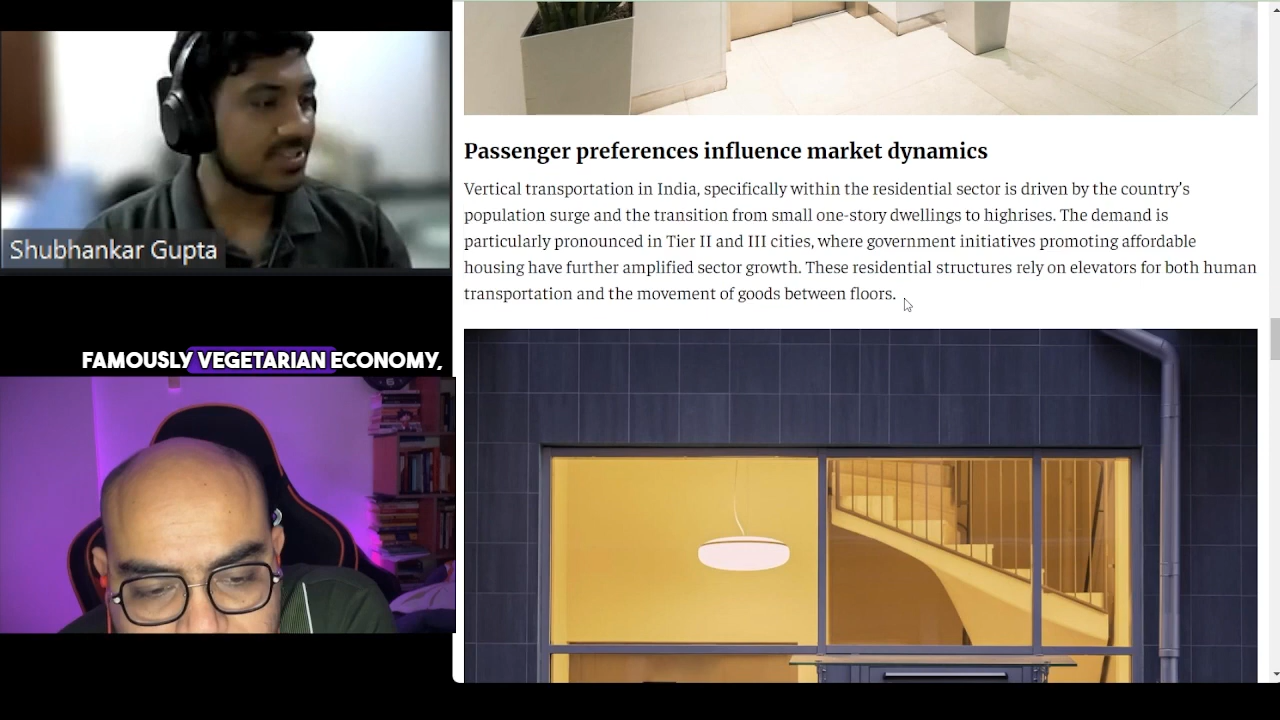 Shubhankar Gupta
FAMOUSLY VEGETARIAN ECONOMY,
Passenger preferences influence market dynamics
Vertical transportation in India, specifically within the residential sector is driven by the country’s
population surge and the transition from small one-story dwellings to highrises. The demand is
particularly pronounced in Tier II and III cities, where government initiatives promoting affordable
housing have further amplified sector growth. These residential structures rely on elevators for both human
transportation and the movement of goods between floors.